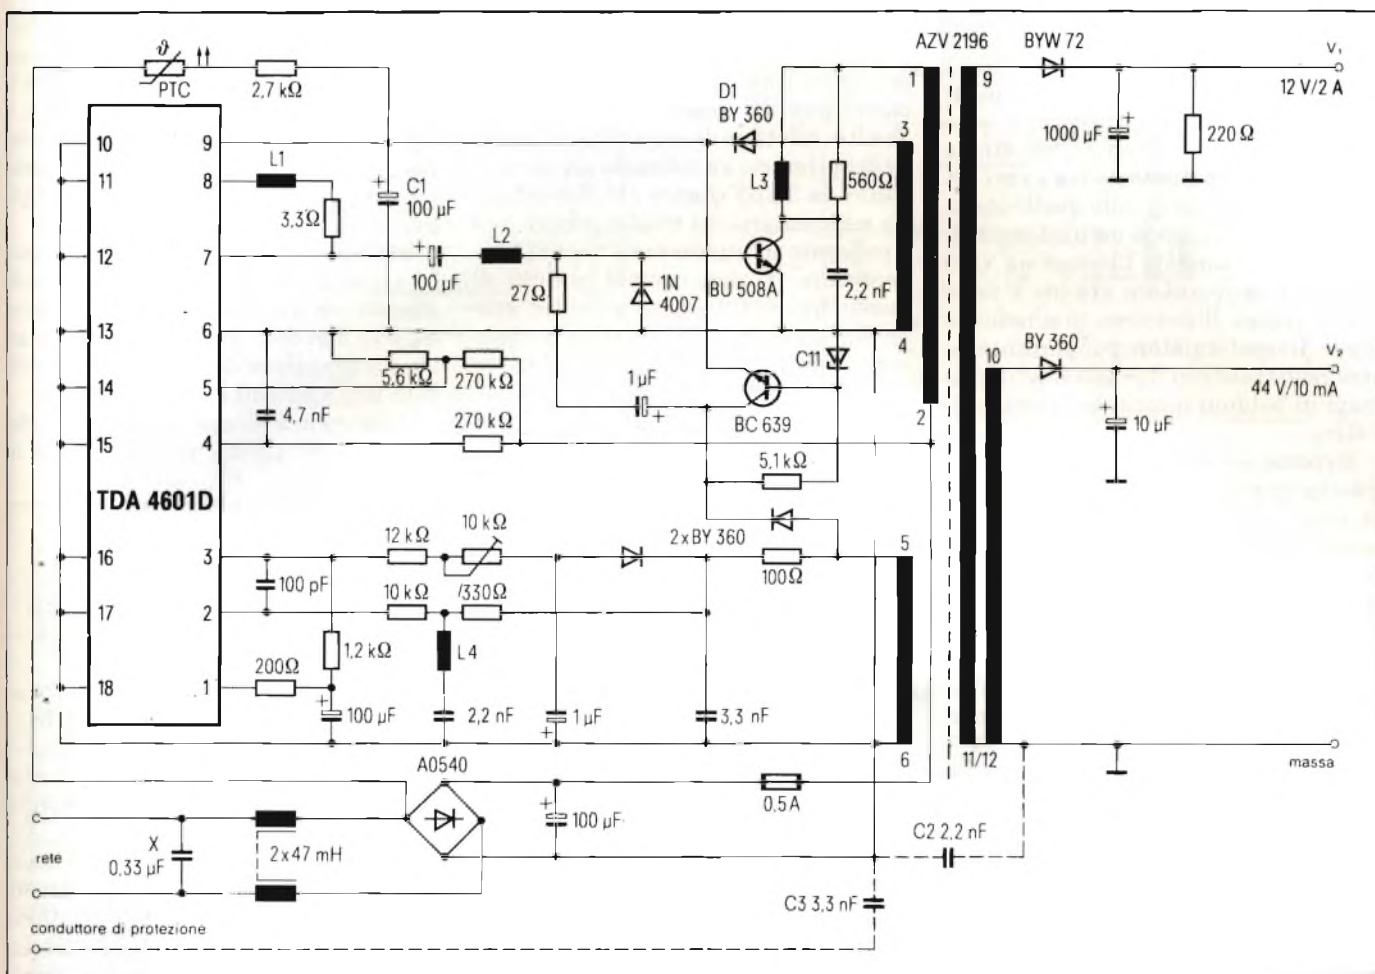 AZV 2196
BYW 72
V₁
12 V/2 A
ϑ
PTC
2,7 kΩ
D1
BY 360
1
3
9
1000 µF
+
220 Ω
10
9
11
8
L1
C1
100 µF
+
3,3Ω
L3
560Ω
12
7
+
100 µF
L2
27Ω
1N
4007
BU 508A
2,2 nF
13
6
5,6kΩ
270 kΩ
C11
4
BY 360
V₂
44 V/10 mA
10
14
5
4,7 nF
1 µF
+
BC 639
2
+
10 µF
15
4
270 kΩ
TDA 4601D
5,1 kΩ
2xBY 360
12 kΩ
10 kΩ
16
3
100 pF
100Ω
5
17
2
10 kΩ
/330Ω
1,2 kΩ
L4
200Ω
18
1
+
100 µF
2,2 nF
1 µF
+
3,3 nF
6
11/12
massa
A0540
+
100 µF
0,5 A
rete
X
0,33 µF
2x47 mH
C2 2,2 nF
C3 3,3 nF
conduttore di protezione